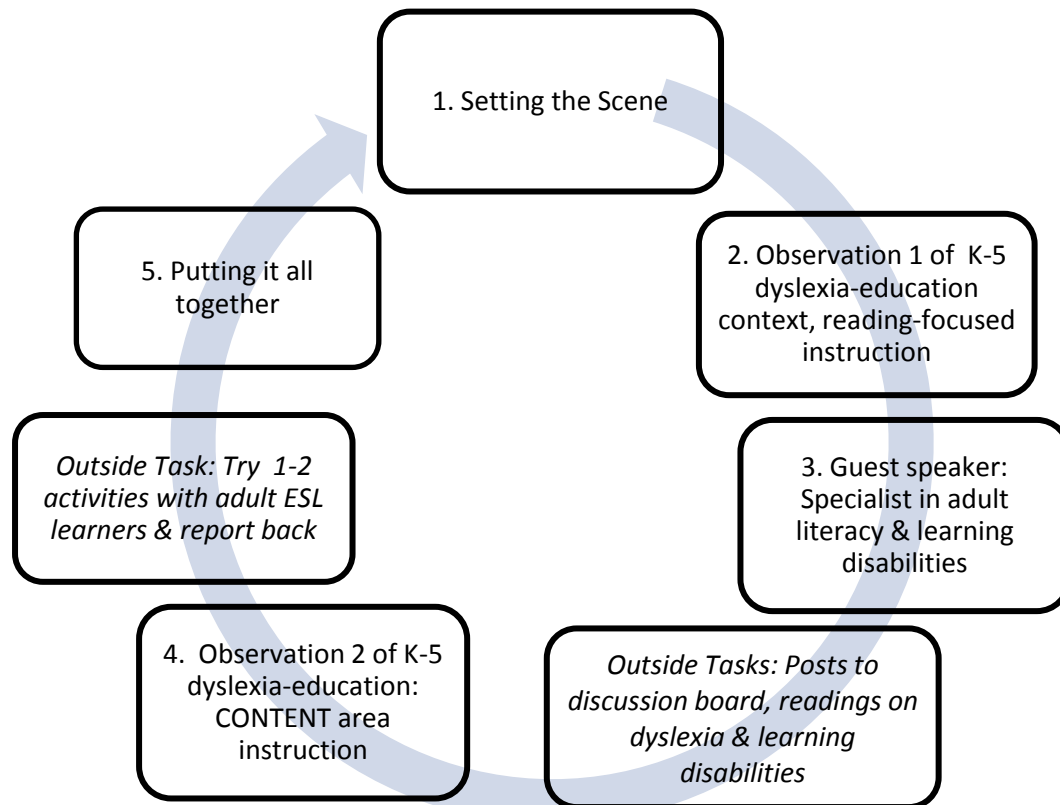 1. Setting the Scene
2. Observation 1 of K-5
dyslexia-education
context, reading-focused
instruction
3. Guest speaker:
Specialist in adult
literacy & learning
disabilities
Outside Tasks: Posts to
discussion board, readings on
dyslexia & learning
disabilities
4. Observation 2 of K-5
dyslexia-education:
CONTENT area
instruction
Outside Task: Try 1-2
activities with adult ESL
learners & report back
5. Putting it all
together